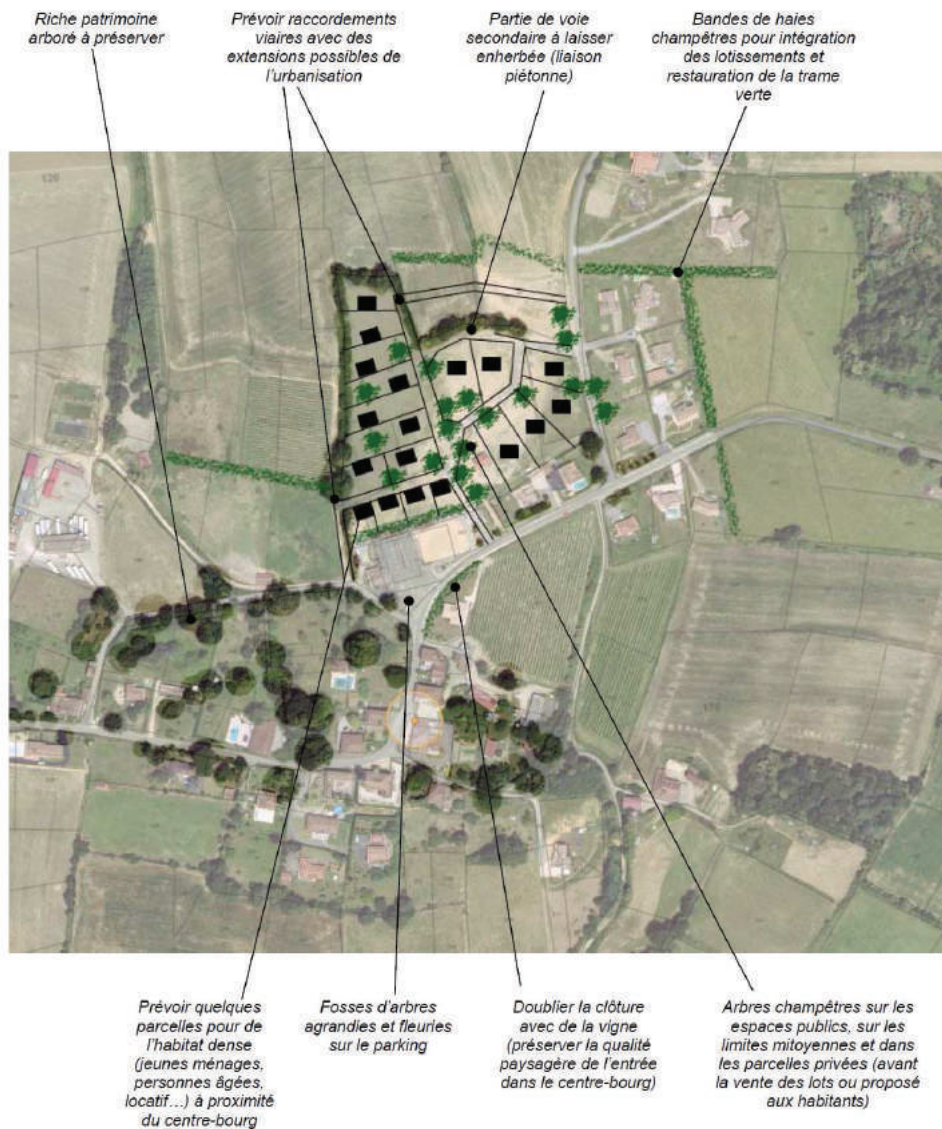 Riche patrimoine
arboré à préserver
Prévoir raccordements
viaires avec des
extensions possibles de
l'urbanisation
Partie de voie
secondaire à laisser
enherbée (liaison
piétonne)
Bandes de haies
champêtres pour intégration
des lotissements et
restauration de la trame
verte
Prévoir quelques
parcelles pour de
l'habitat dense
(jeunes ménages,
personnes âgées,
locatif…) à proximité
du centre-bourg
Fosses d'arbres
agrandies et fleuries
sur le parking
Doublier la clôture
avec de la vigne
(préserver la qualité
paysagère de l'entrée
dans le centre-bourg)
Arbres champêtres sur les
espaces publics, sur les
limites mitoyennes et dans
les parcelles privées (avant
la vente des lots ou proposé
aux habitants)